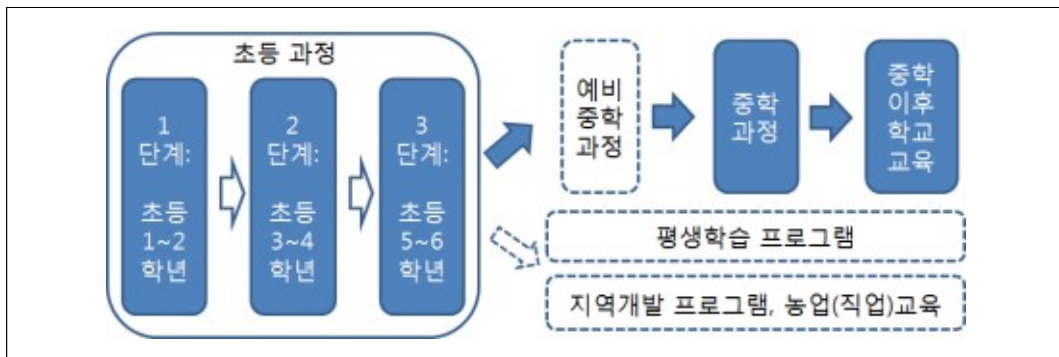 초등 과정
1
단계:
초등
1~2
학년
2
단계:
초등
3~4
학년
3
단계:
초등
5~6
학년
예비
중학
과정
중학
과정
중학
이후
학교
교육
평생학습 프로그램
지역개발 프로그램, 농업(직업)교육